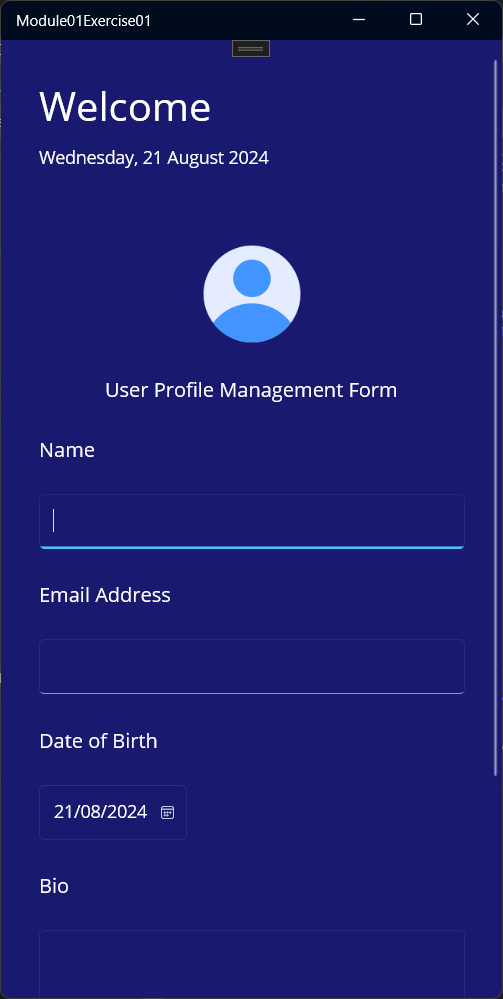 Module01Exercise01
Welcome
Wednesday, 21 August 2024
User Profile Management Form
Name
Email Address
Date of Birth
21/08/2024
Bio